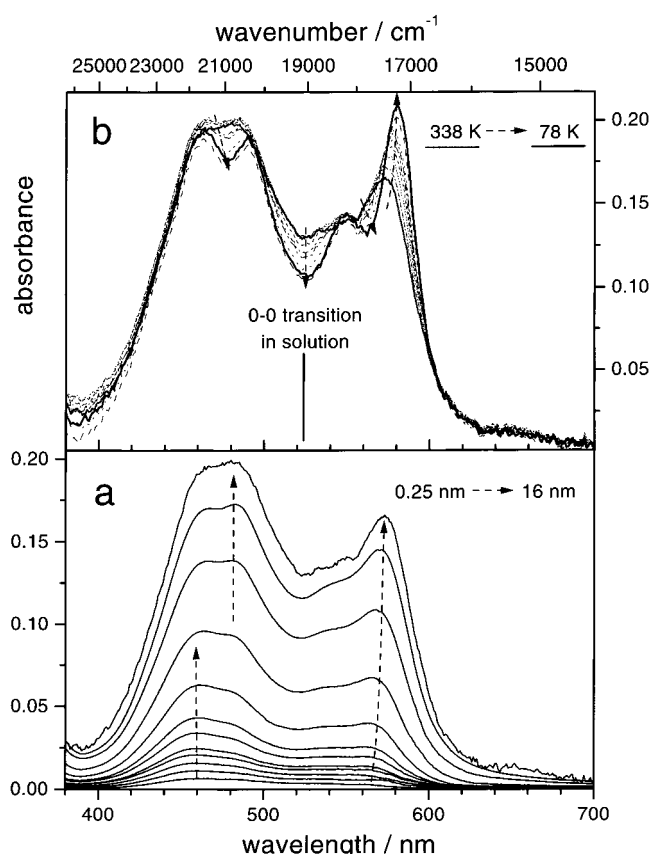 wavenumber / cm⁻¹
25000 23000 21000 19000 17000 15000
b
338 K 78 K
0.20
0.15
0.10
0.05
absorbance
0-0 transition
in solution
a
0.25 nm 16 nm
0.20
0.15
0.10
0.05
0.00
400 500 600 700
wavelength / nm